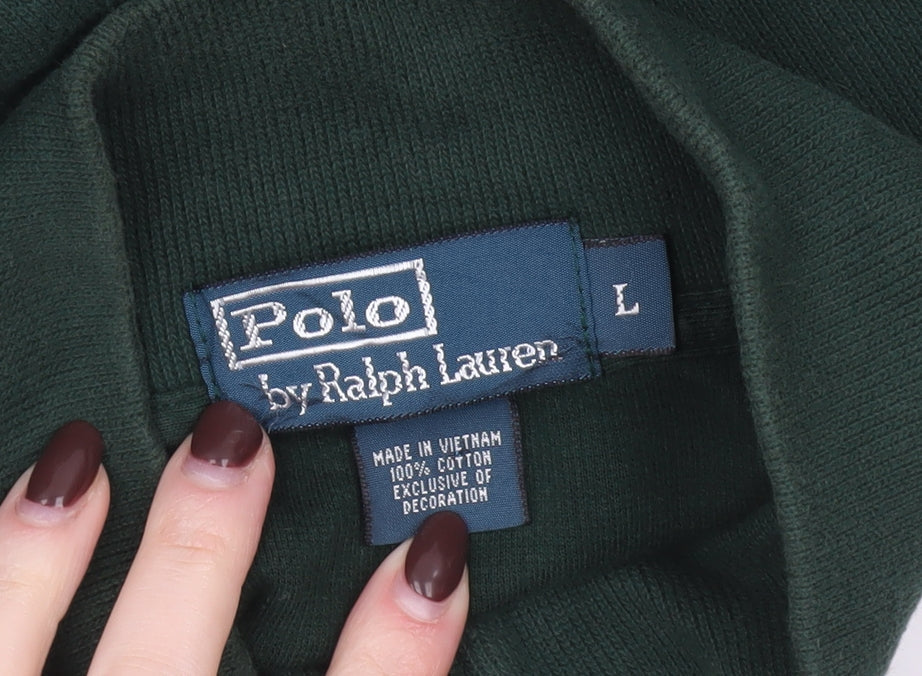 Polo
by Ralph Lauren
L
MADE IN VIETNAM
100% COTTON
EXCLUSIVE OF
DECORATION